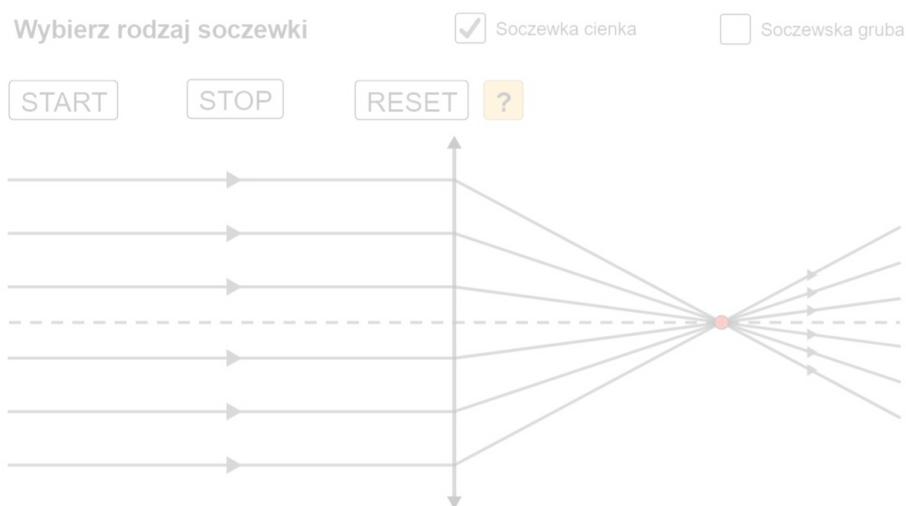 Wybierz rodzaj soczewki
Soczewka cienka
Soczewska gruba
START
STOP
RESET
?